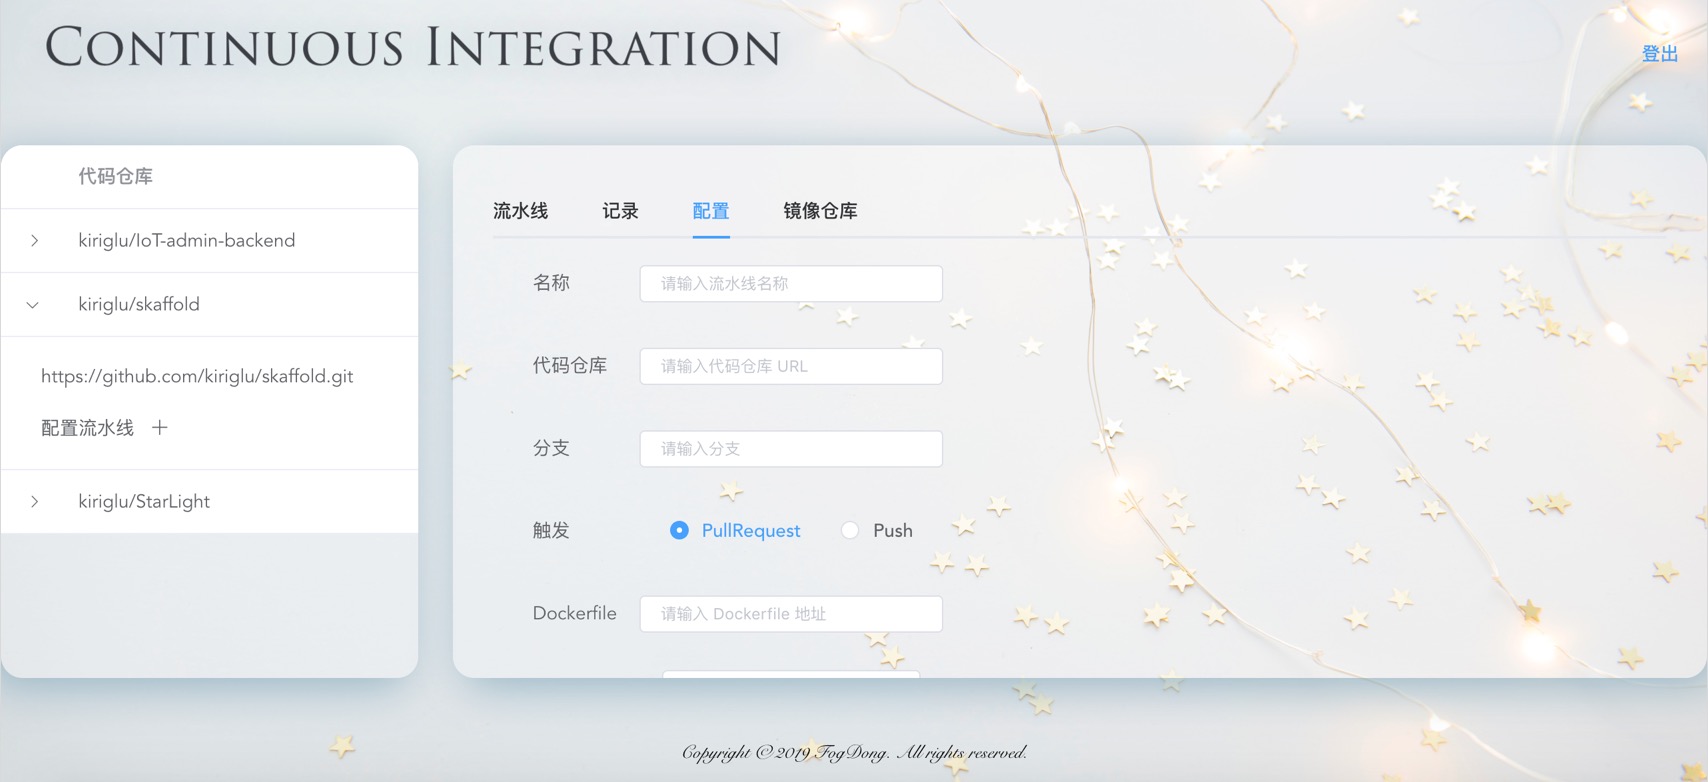 CONTINUOUS INTEGRATION
登出
代码仓库
kiriglu/IoT-admin-backend
kiriglu/skaffold
https://github.com/kiriglu/skaffold.git
配置流水线 +
kiriglu/StarLight
流水线 记录 配置 镜像仓库
名称 请输入流水线名称
代码仓库 请输入代码仓库 URL
分支 请输入分支
触发 PullRequest Push
Dockerfile 请输入 Dockerfile 地址
Copyright © 2019 FogDong. All rights reserved.